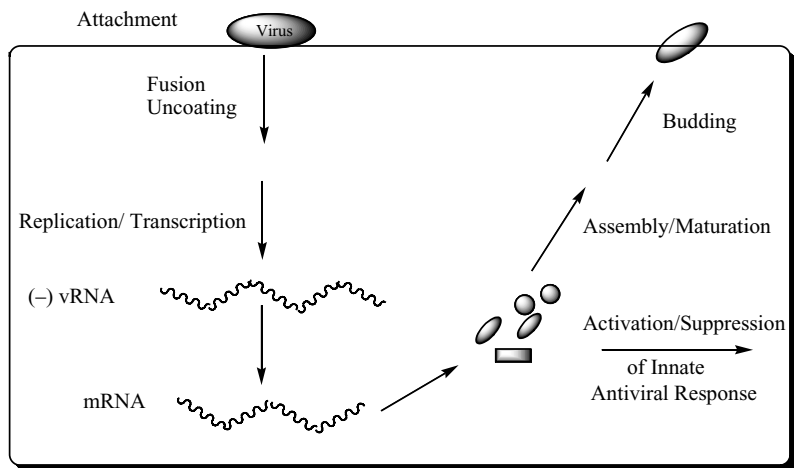 Attachment
Virus
Fusion
Uncoating
Budding
Replication/ Transcription
Assembly/Maturation
(–) vRNA
Activation/Suppression
of Innate
Antiviral Response
mRNA